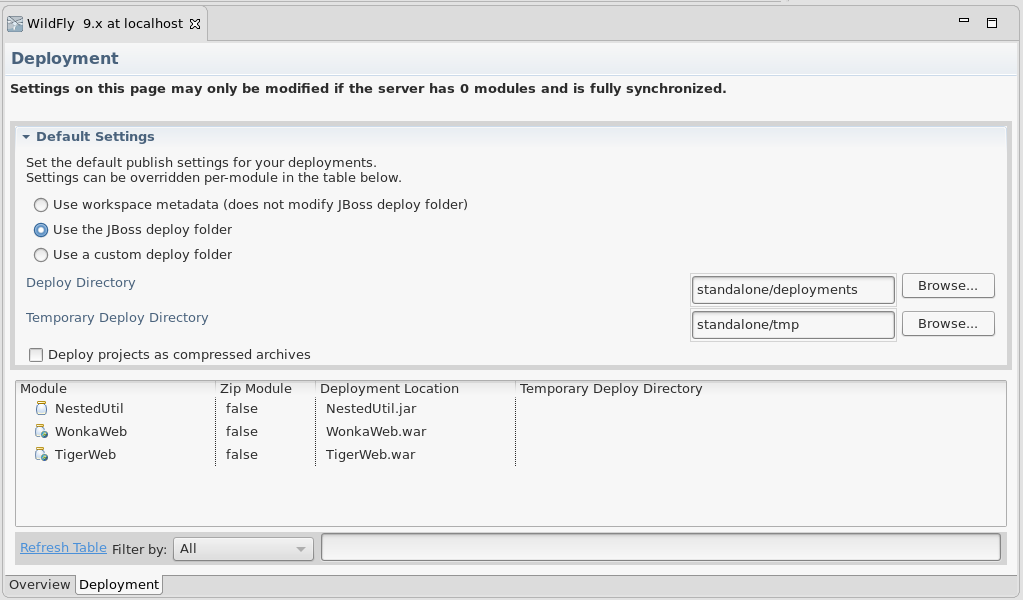 WildFly 9.x at localhost
Deployment
Settings on this page may only be modified if the server has 0 modules and is fully synchronized.
Default Settings
Set the default publish settings for your deployments.
Settings can be overridden per-module in the table below.
Use workspace metadata (does not modify JBoss deploy folder)
Use the JBoss deploy folder
Use a custom deploy folder
Deploy Directory standalone/deployments Browse...
Temporary Deploy Directory standalone/tmp Browse...
Deploy projects as compressed archives
Module Zip Module Deployment Location Temporary Deploy Directory
NestedUtil false NestedUtil.jar
WonkaWeb false WonkaWeb.war
TigerWeb false TigerWeb.war
Refresh Table Filter by: All
Overview Deployment